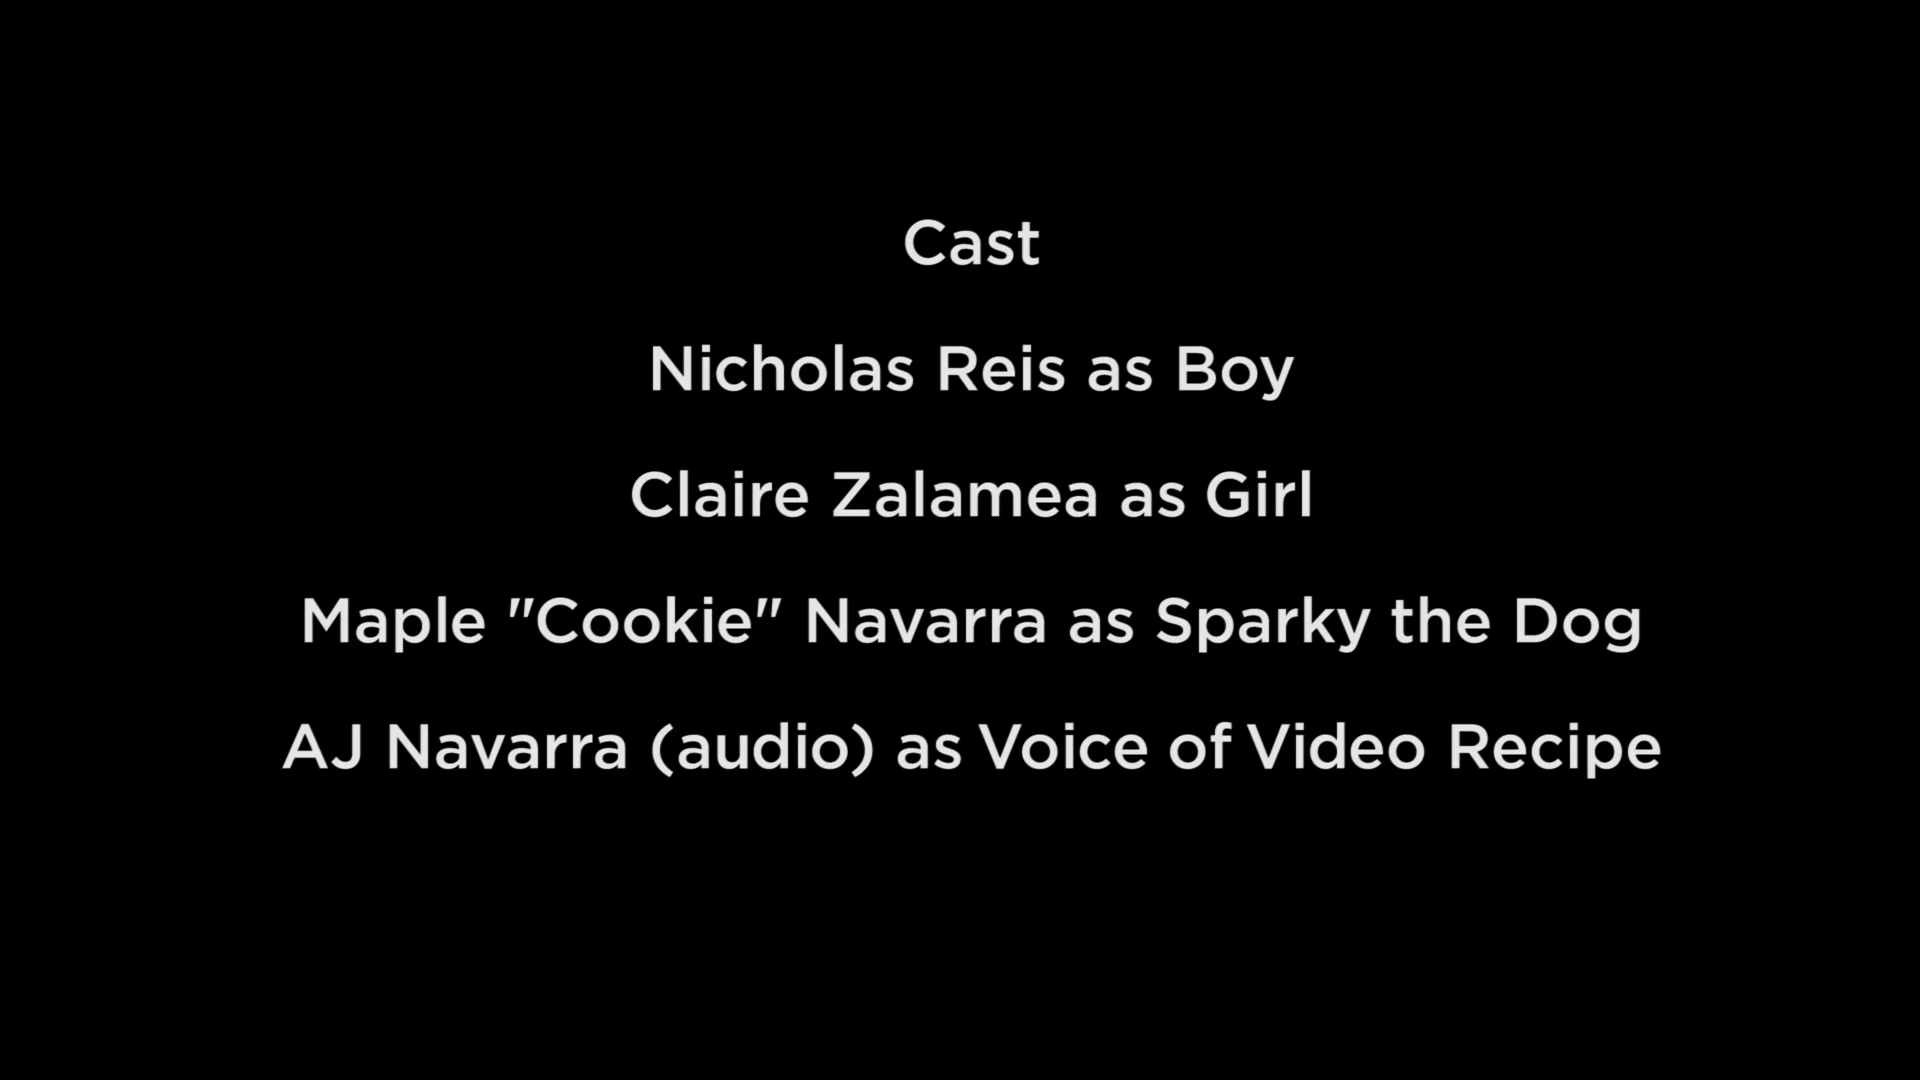 Cast
Nicholas Reis as Boy
Claire Zalamea as Girl
Maple "Cookie" Navarra as Sparky the Dog
AJ Navarra (audio) as Voice of Video Recipe